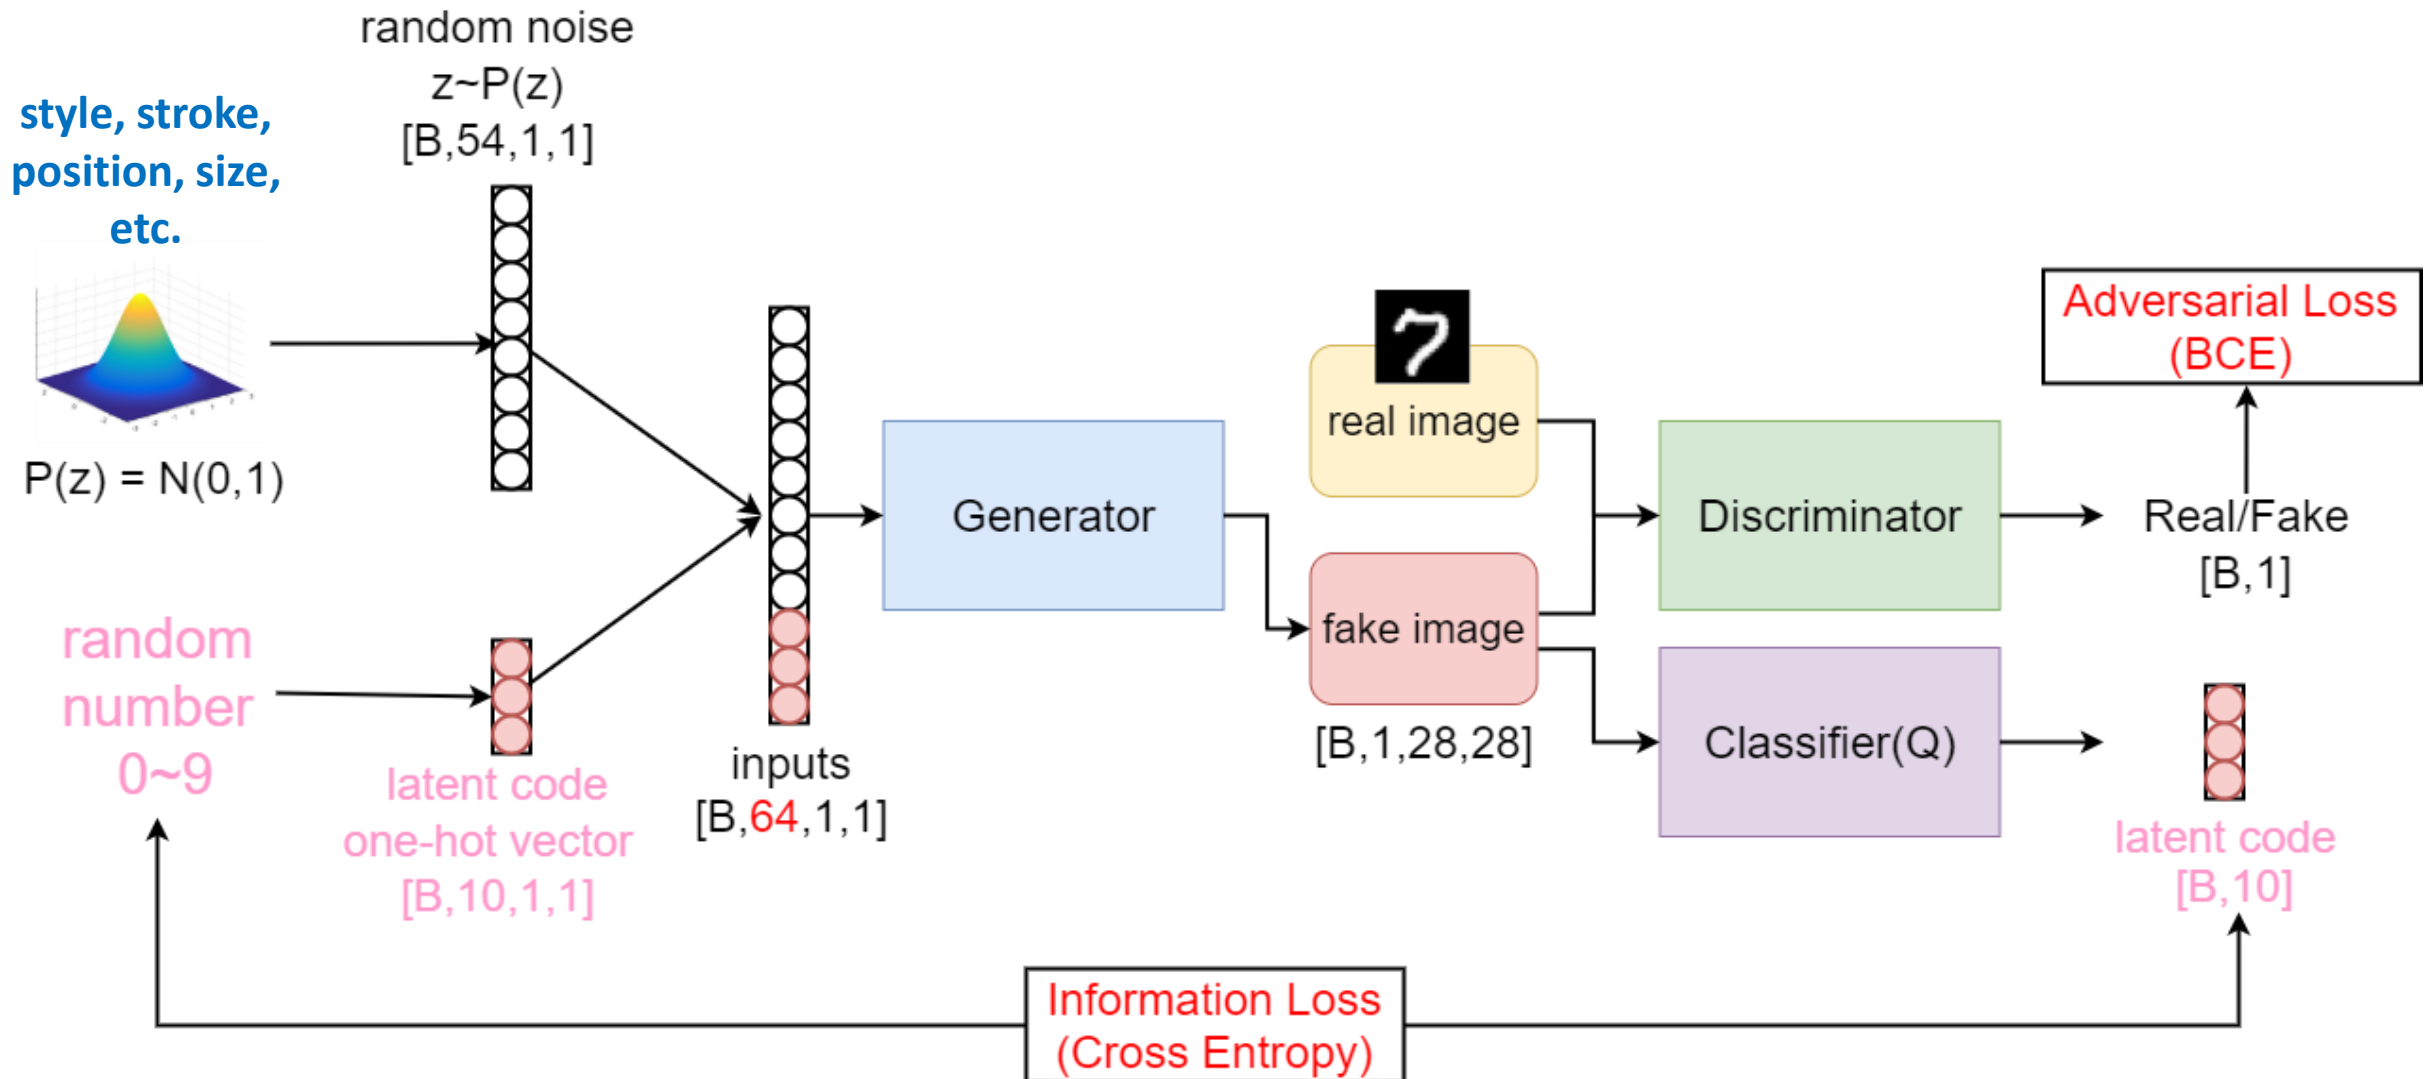 random noise
z~P(z)
[B,54,1,1]
style, stroke,
position, size,
etc.
P(z) = N(0,1)
random
number
0~9
latent code
one-hot vector
[B,10,1,1]
inputs
[B,64,1,1]
Generator
real image
fake image
[B,1,28,28]
Discriminator
Classifier(Q)
Adversarial Loss
(BCE)
Real/Fake
[B,1]
latent code
[B,10]
Information Loss
(Cross Entropy)